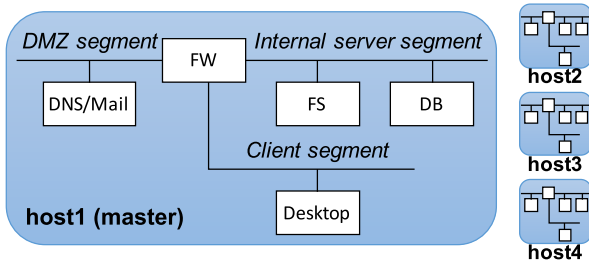 DMZ segment
FW
Internal server segment
DNS/Mail
FS
DB
Client segment
Desktop
host1 (master)
host2
host3
host4